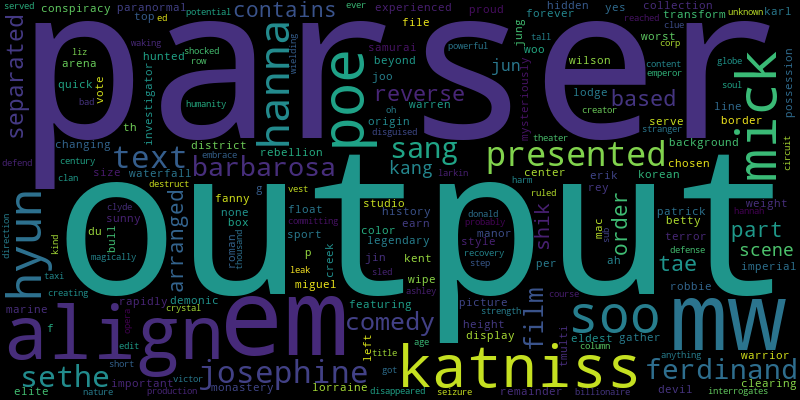 served conspiracy paranormal top ed potential ever experienced proud hidden yes collection unknown karl
contains file forever top reached tall clue corp
separated liz arena hunted shocked row wielding hanna poe samurai jung woo worst transform globe
parser
quick vote investigator joo beyond mysteriously wilson content emperor
bad waking powerful creator soul mick possession
th humanity oh reverse jun based lodge line
changing district rebellion warren origin disguised serve border background circuit
defend text barbarosa sang presented theater stranger
century size waterfall embrace kang larkin center erik korean chosen
clan destruct fanny vest harm ruled rey defense weight
output
direction clyde sunny none g float studio history style donald probably mac patrick betty hannah
hyun du box color earn shik order part
kind bull arranged roman thousand sport committing legendary manor recovery step sub terror scene
taxi magically p creek jin kent per ah tae imperial
creating rapidly demonic leak miguel wipe featuring sled ashley strength course robbie
marine crystal em picture film soo mw
f align opera comedy height display tmulti eldest gather column warrior
elite edit age left title katniss anything ferdinand
sethe short josephine got devil clearing
important victor monastery lorraine disappeared seizure remainder billionaire interrogates
nature production